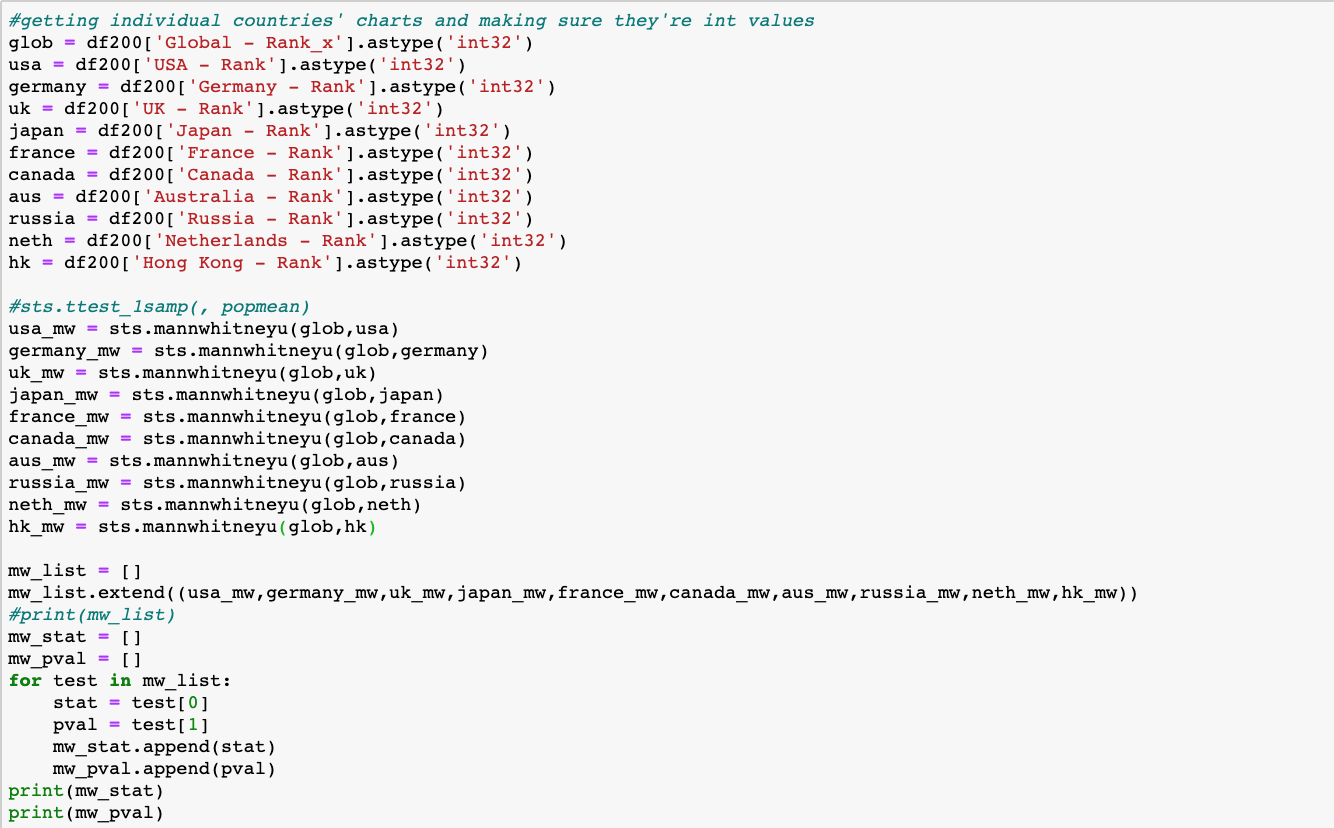 #getting individual countries' charts and making sure they're int values
glob = df200['Global - Rank_x'].astype('int32')
usa = df200['USA - Rank'].astype('int32')
germany = df200['Germany - Rank'].astype('int32')
uk = df200['UK - Rank'].astype('int32')
japan = df200['Japan - Rank'].astype('int32')
france = df200['France - Rank'].astype('int32')
canada = df200['Canada - Rank'].astype('int32')
aus = df200['Australia - Rank'].astype('int32')
russia = df200['Russia - Rank'].astype('int32')
neth = df200['Netherlands - Rank'].astype('int32')
hk = df200['Hong Kong - Rank'].astype('int32')

#sts.ttest_1samp(, popmean)
usa_mw = sts.mannwhitneyu(glob,usa)
germany_mw = sts.mannwhitneyu(glob,germany)
uk_mw = sts.mannwhitneyu(glob,uk)
japan_mw = sts.mannwhitneyu(glob,japan)
france_mw = sts.mannwhitneyu(glob,france)
canada_mw = sts.mannwhitneyu(glob,canada)
aus_mw = sts.mannwhitneyu(glob,aus)
russia_mw = sts.mannwhitneyu(glob,russia)
neth_mw = sts.mannwhitneyu(glob,neth)
hk_mw = sts.mannwhitneyu(glob,hk)

mw_list = []
mw_list.extend((usa_mw,germany_mw,uk_mw,japan_mw,france_mw,canada_mw,aus_mw,russia_mw,neth_mw,hk_mw))
#print(mw_list)
mw_stat = []
mw_pval = []
for test in mw_list:
    stat = test[0]
    pval = test[1]
    mw_stat.append(stat)
    mw_pval.append(pval)
print(mw_stat)
print(mw_pval)